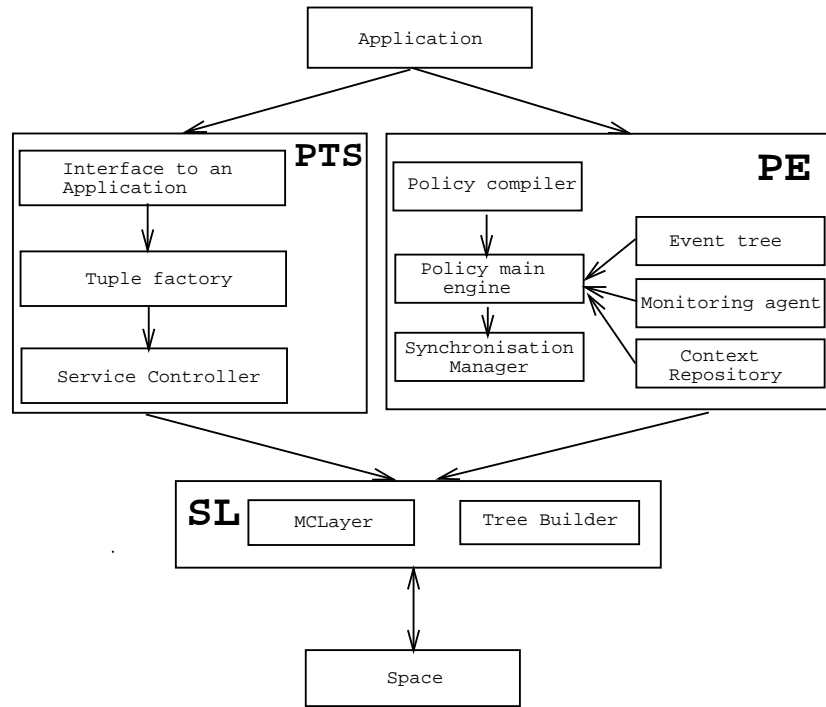 Application
PTS
Interface to an
Application
Tuple factory
Service Controller
PE
Policy compiler
Policy main
engine
Synchronisation
Manager
Event tree
Monitoring agent
Context
Repository
SL
MCLayer
Tree Builder
Space